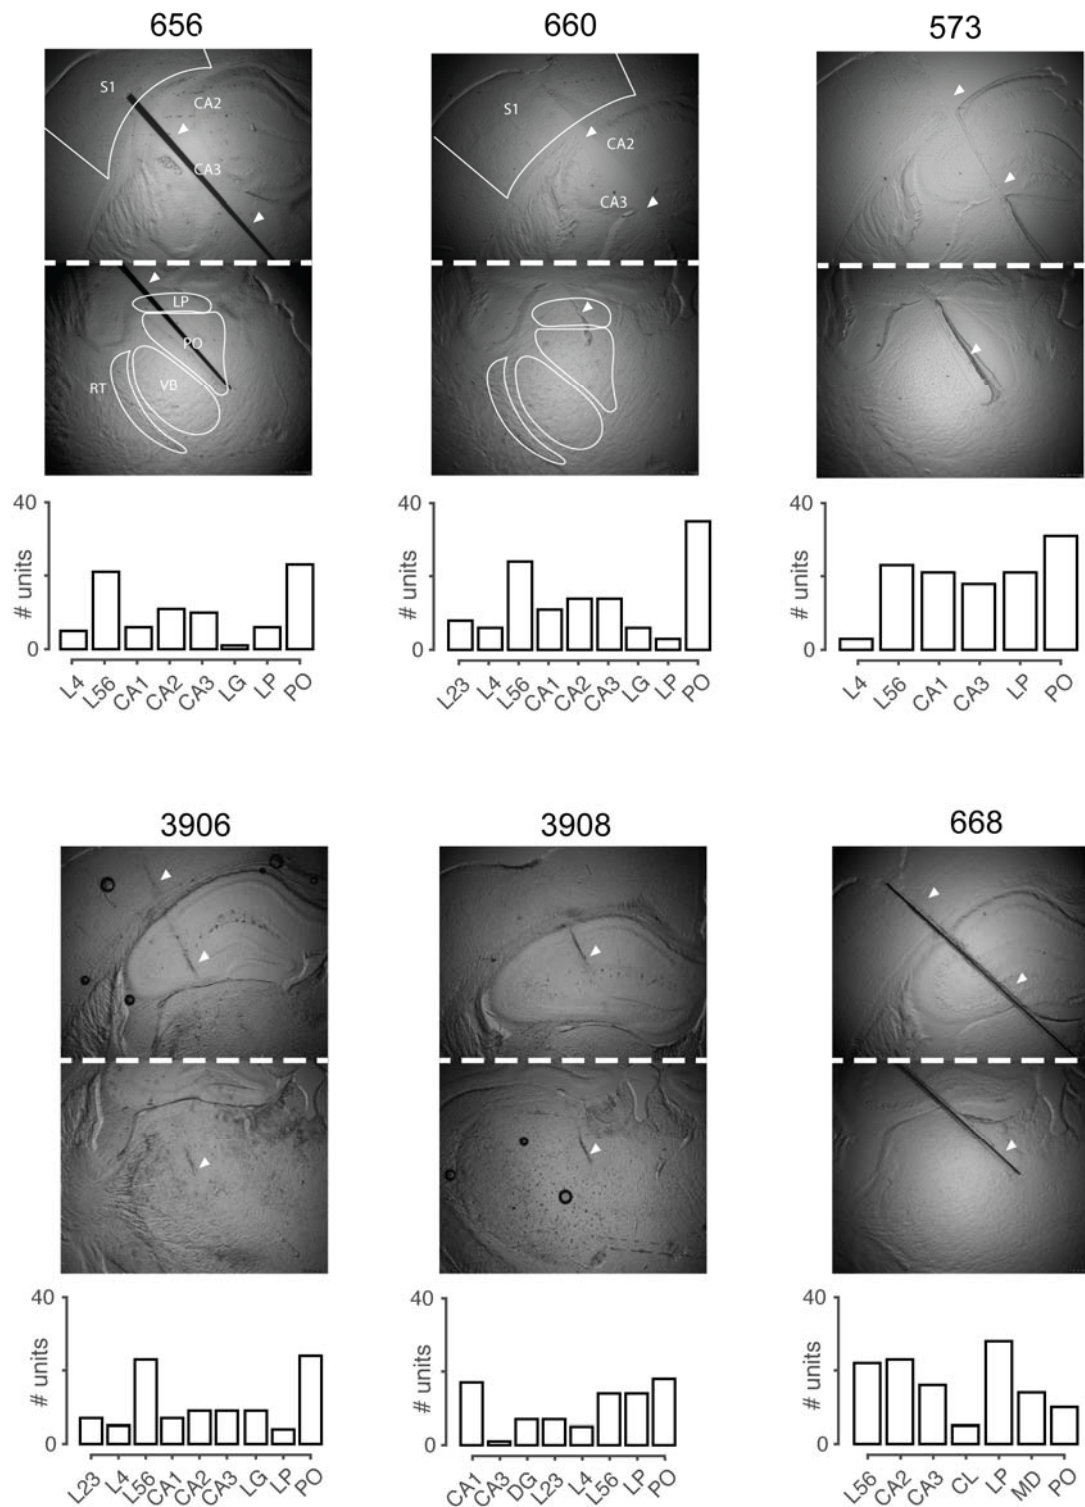 656 660 573
S1
CA2
CA3
LP
PO
VB
RT
S1
CA2
CA3
40
# units
0
L4 L56 CA1 CA2 CA3 LG LP PO
40
# units
0
L23 L4 L56 CA1 CA2 CA3 LG LP PO
40
# units
0
L4 L56 CA1 CA3 LP PO
3906 3908 668
40
# units
0
L23 L4 L56 CA1 CA2 CA3 LG LP PO
40
# units
0
CA1 CA3 DG L23 L4 L56 LP PO
40
# units
0
L56 CA2 CA3 CL LP MD PO